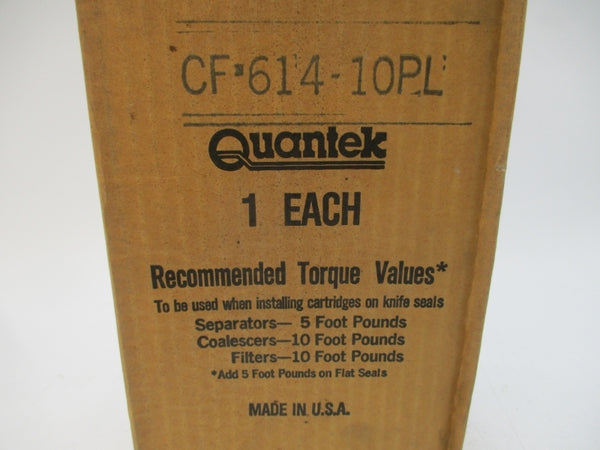 CF-614-10PL
Quantek
1 EACH
Recommended Torque Values*
To be used when installing cartridges on knife seals
Separators— 5 Foot Pounds
Coalescers—10 Foot Pounds
Filters—10 Foot Pounds
*Add 5 Foot Pounds on Flat Seals
MADE IN U.S.A.